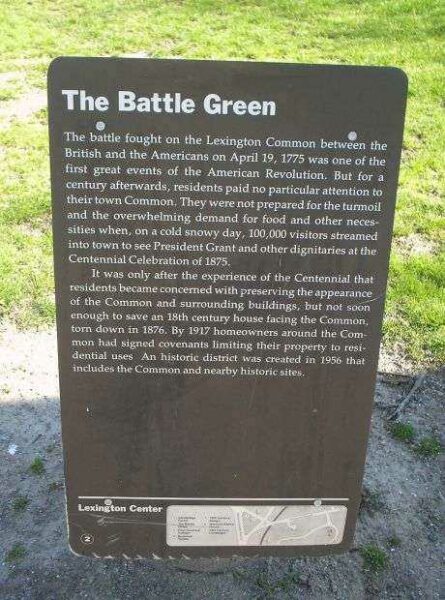 The Battle Green
The battle fought on the Lexington Common between the
British and the Americans on April 19, 1775 was one of the
first great events of the American Revolution. But for a
century afterwards, residents paid no particular attention to
their town Common. They were not prepared for the turmoil
and the overwhelming demand for food and other neces-
sities when, on a cold snowy day, 100,000 visitors streamed
into town to see President Grant and other dignitaries at the
Centennial Celebration of 1875.
It was only after the experience of the Centennial that
residents became concerned with preserving the appearance
of the Common and surrounding buildings, but not soon
enough to save an 18th century house facing the Common,
torn down in 1876. By 1917 homeowners around the Com-
mon had signed covenants limiting their property to resi-
dential uses. An historic district was created in 1956 that
includes the Common and nearby historic sites.
Lexington Center
2